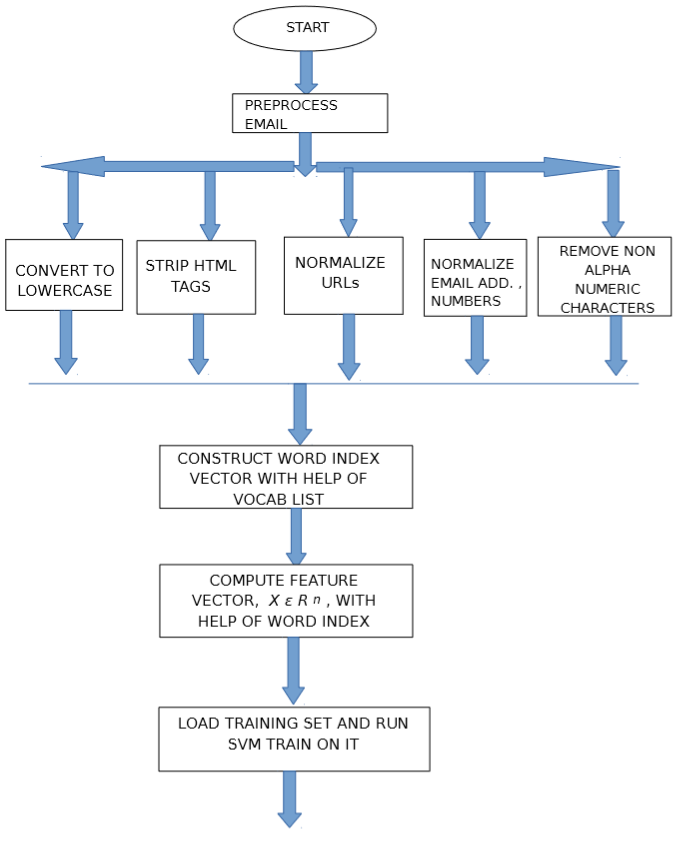 START
PREPROCESS
EMAIL
CONVERT TO
LOWERCASE
STRIP HTML
TAGS
NORMALIZE
URLs
NORMALIZE
EMAIL ADD. ,
NUMBERS
REMOVE NON
ALPHA
NUMERIC
CHARACTERS
CONSTRUCT WORD INDEX
VECTOR WITH HELP OF
VOCAB LIST
COMPUTE FEATURE
VECTOR, X ε R n , WITH
HELP OF WORD INDEX
LOAD TRAINING SET AND RUN
SVM TRAIN ON IT